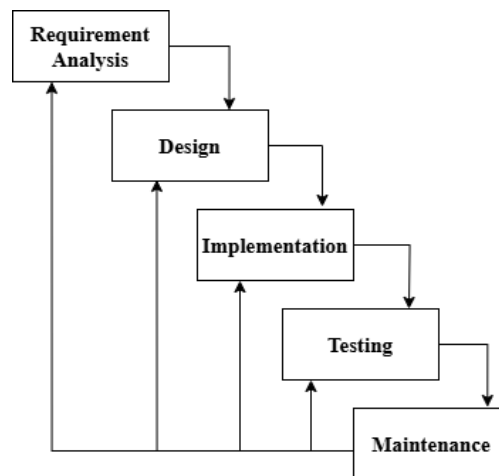 Requirement
Analysis
Design
Implementation
Testing
Maintenance